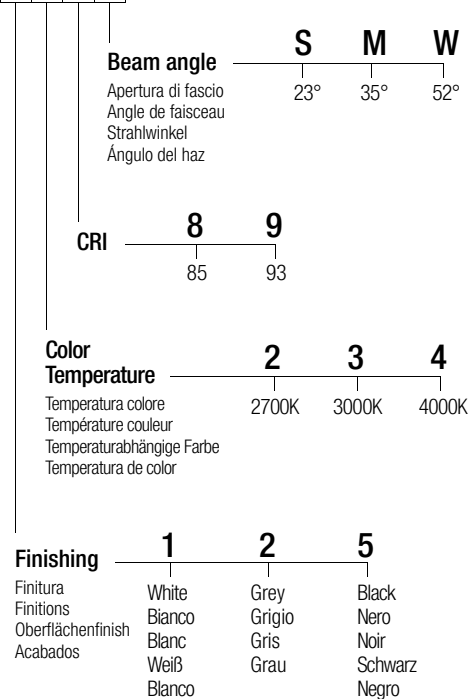 S M W
Beam angle
23° 35° 52°
Apertura di fascio
Angle de faisceau
Strahlwinkel
Ángulo del haz
8 9
CRI
85 93
Color
Temperature
2 3 4
2700K 3000K 4000K
Temperatura colore
Température couleur
Temperaturabhängige Farbe
Temperatura de color
1 2 5
Finishing
Finitura
Finitions
Oberflächenfinish
Acabados
White
Bianco
Blanc
Weiß
Blanco
Grey
Grigio
Gris
Grau
Black
Nero
Noir
Schwarz
Negro